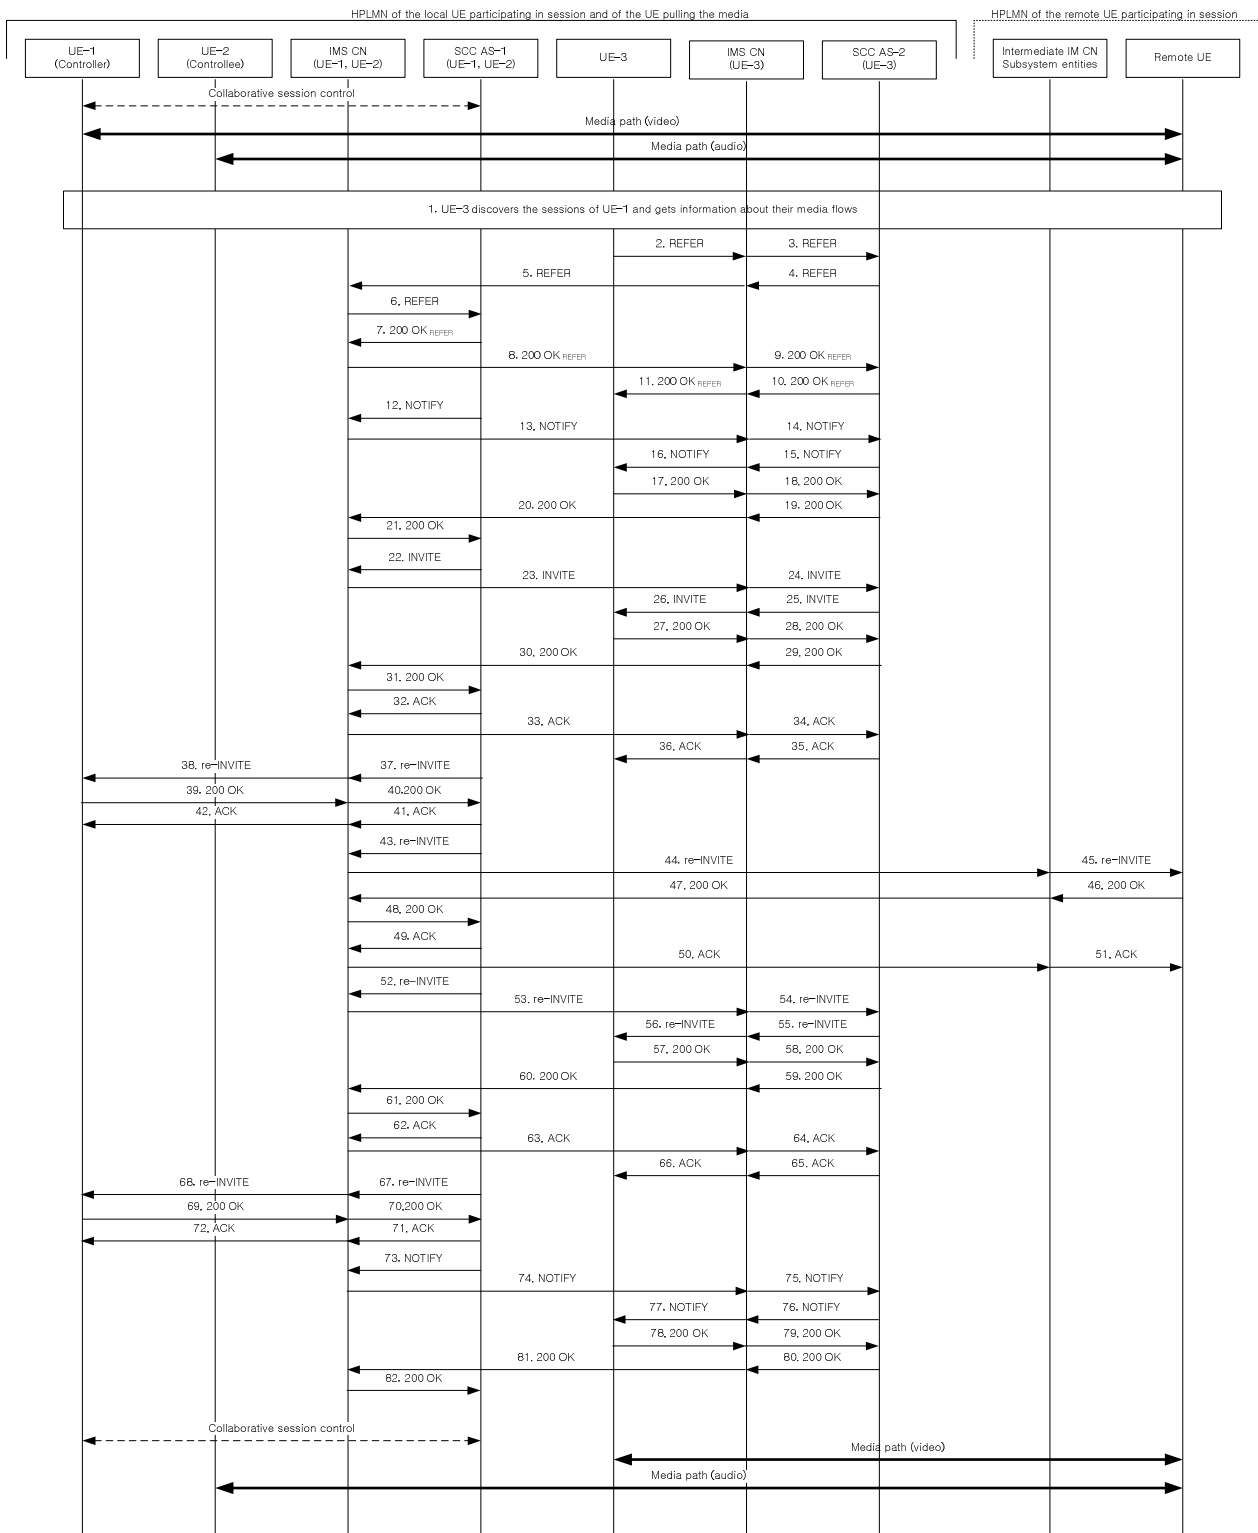 HPLMN of the local UE participating in session and of the UE pulling the media
HPLMN of the remote UE participating in session
UE-1
(Controller)
UE-2
(Controllee)
IMS CN
(UE-1, UE-2)
SCC AS-1
(UE-1, UE-2)
UE-3
IMS CN
(UE-3)
SCC AS-2
(UE-3)
Intermediate IM CN
Subsystem entities
Remote UE
Collaborative session control
Media path (video)
Media path (audio)
1. UE-3 discovers the sessions of UE-1 and gets information about their media flows
2. REFER
3. REFER
5. REFER
4. REFER
6. REFER
7. 200 OK REFER
8. 200 OK REFER
9. 200 OK REFER
11. 200 OK REFER
10. 200 OK REFER
12. NOTIFY
13. NOTIFY
14. NOTIFY
16. NOTIFY
15. NOTIFY
17. 200 OK
18. 200 OK
20. 200 OK
19. 200 OK
21. 200 OK
22. INVITE
23. INVITE
24. INVITE
26. INVITE
25. INVITE
27. 200 OK
28. 200 OK
30. 200 OK
29. 200 OK
31. 200 OK
32. ACK
33. ACK
34. ACK
36. ACK
35. ACK
38. re-INVITE
37. re-INVITE
39. 200 OK
40.200 OK
42. ACK
41. ACK
43. re-INVITE
44. re-INVITE
45. re-INVITE
47. 200 OK
46. 200 OK
48. 200 OK
49. ACK
50. ACK
51. ACK
52. re-INVITE
53. re-INVITE
54. re-INVITE
56. re-INVITE
55. re-INVITE
57. 200 OK
58. 200 OK
60. 200 OK
59. 200 OK
61. 200 OK
62. ACK
63. ACK
64. ACK
66. ACK
65. ACK
68. re-INVITE
67. re-INVITE
69. 200 OK
70.200 OK
72. ACK
71. ACK
73. NOTIFY
74. NOTIFY
75. NOTIFY
77. NOTIFY
76. NOTIFY
78. 200 OK
79. 200 OK
81. 200 OK
80. 200 OK
82. 200 OK
Collaborative session control
Media path (video)
Media path (audio)